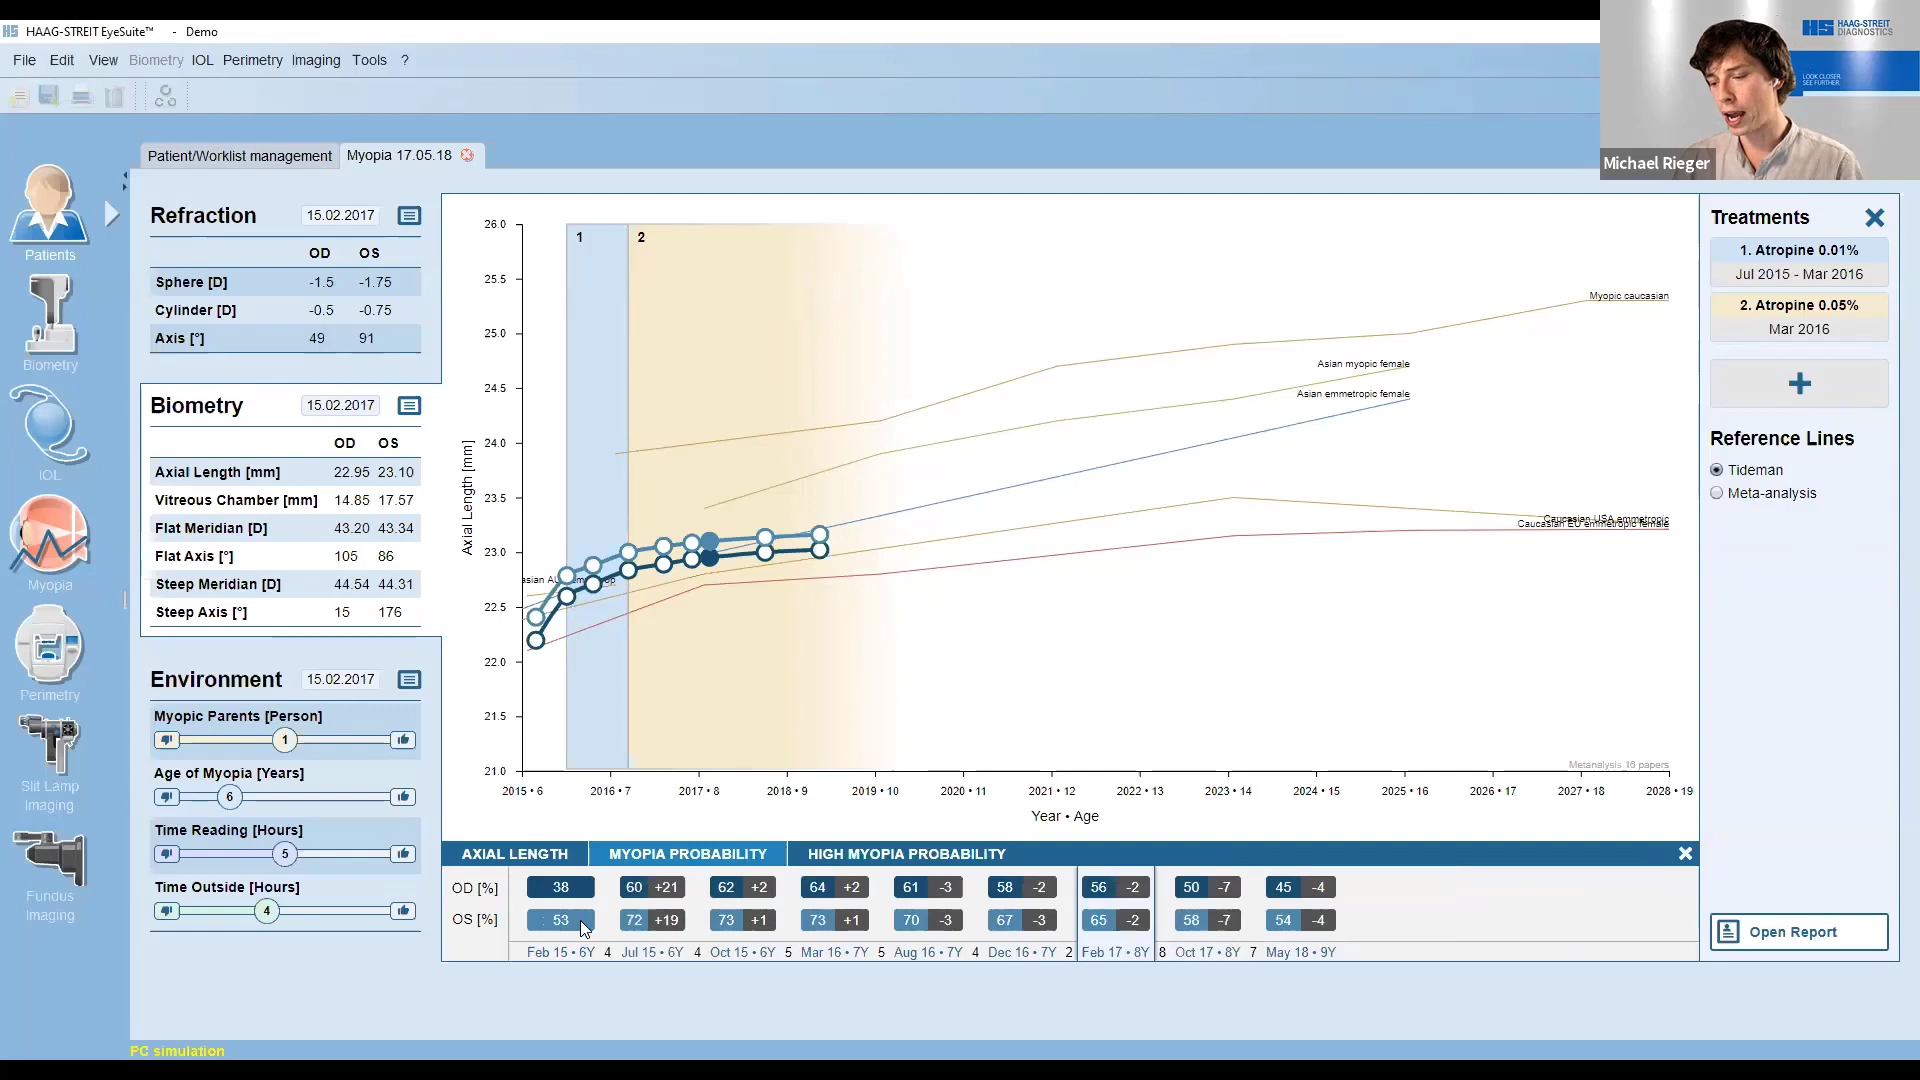 HAAG-STREIT EyeSuite™ - Demo
HAAG-STREIT
DIAGNOSTICS
LOOK CLOSER
SEE FURTHER
Michael Rieger
File Edit View Biometry IOL Perimetry Imaging Tools ?
Patient/Worklist management
Myopia 17.05.18
Patients
Biometry
IOL
Myopia
Perimetry
Slit Lamp
Imaging
Fundus
Imaging
Refraction 15.02.2017
OD OS
Sphere [D] -1.5 -1.75
Cylinder [D] -0.5 -0.75
Axis [°] 49 91
Biometry 15.02.2017
OD OS
Axial Length [mm] 22.95 23.10
Vitreous Chamber [mm] 14.85 17.57
Flat Meridian [D] 43.20 43.34
Flat Axis [°] 105 86
Steep Meridian [D] 44.54 44.31
Steep Axis [°] 15 176
Environment 15.02.2017
Myopic Parents [Person]
1
Age of Myopia [Years]
6
Time Reading [Hours]
5
Time Outside [Hours]
4
Axial Length [mm]
26.0
25.5
25.0
24.5
24.0
23.5
23.0
22.5
22.0
21.5
21.0
1
2
Myopic caucasian
Asian myopic female
Asian emmetropic female
Caucasian USA emmetropic
Caucasian EU emmetropic female
Metanalysis 16 papers
2015 • 6 2016 • 7 2017 • 8 2018 • 9 2019 • 10 2020 • 11 2021 • 12 2022 • 13 2023 • 14 2024 • 15 2025 • 16 2026 • 17 2027 • 18 2028 • 19
Year • Age
AXIAL LENGTH MYOPIA PROBABILITY HIGH MYOPIA PROBABILITY
OD [%] 38 60 +21 62 +2 64 +2 61 -3 58 -2 56 -2 50 -7 45 -4
OS [%] 53 72 +19 73 +1 73 +1 70 -3 67 -3 65 -2 58 -7 54 -4
Feb 15 • 6Y 4 Jul 15 • 6Y 4 Oct 15 • 6Y 5 Mar 16 • 7Y 5 Aug 16 • 7Y 4 Dec 16 • 7Y 2 Feb 17 • 8Y 8 Oct 17 • 8Y 7 May 18 • 9Y
Treatments
1. Atropine 0.01%
Jul 2015 - Mar 2016
2. Atropine 0.05%
Mar 2016
Reference Lines
Tideman
Meta-analysis
Open Report
PC simulation